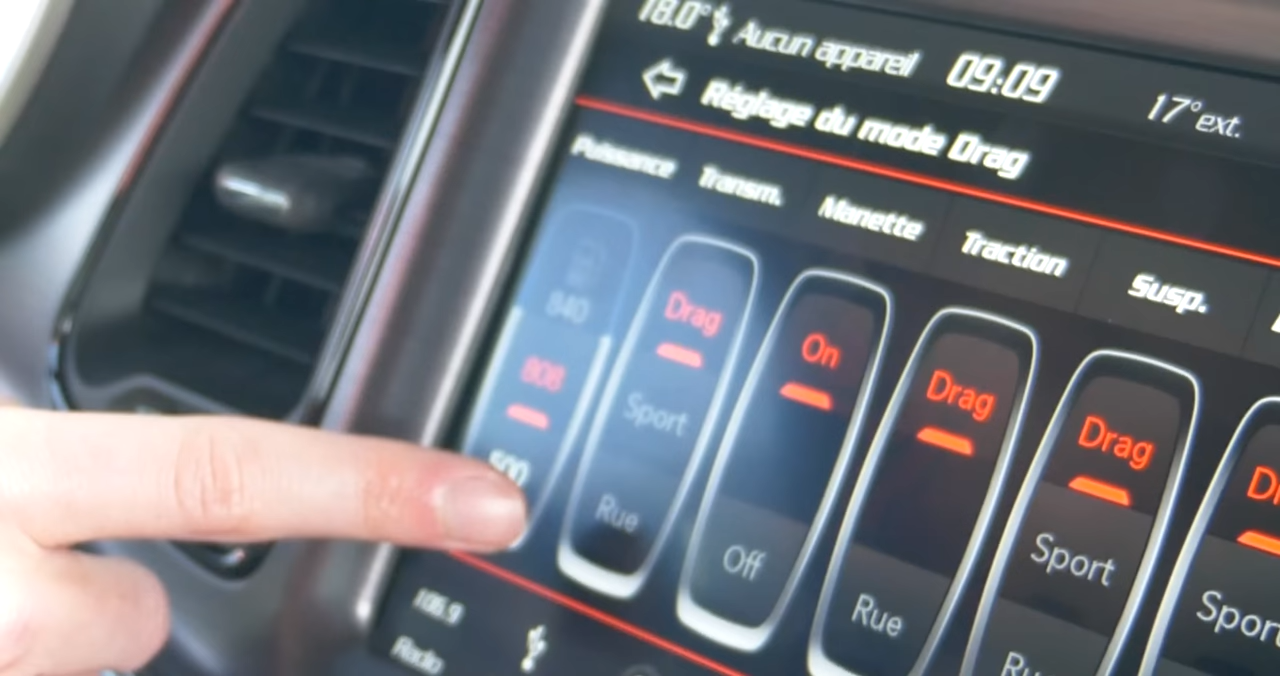 18.0° Aucun appareil 09:09 17° ext.
Réglage du mode Drag
Puissance Transm. Manette Traction Susp.
840
808
500
Drag
Sport
Rue
On
Off
Drag
Rue
Drag
Sport
106.9
Radio